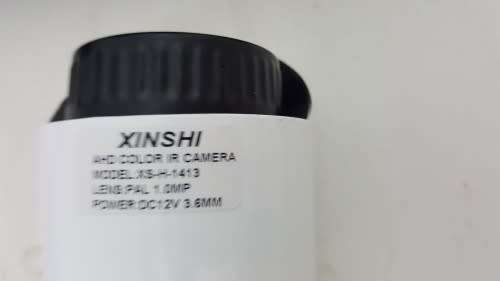 XINSHI
AHD COLOR IR CAMERA
MODEL:XS-H-1413
LENS:PAL 1.0MP
POWER:DC12V 3.6MM